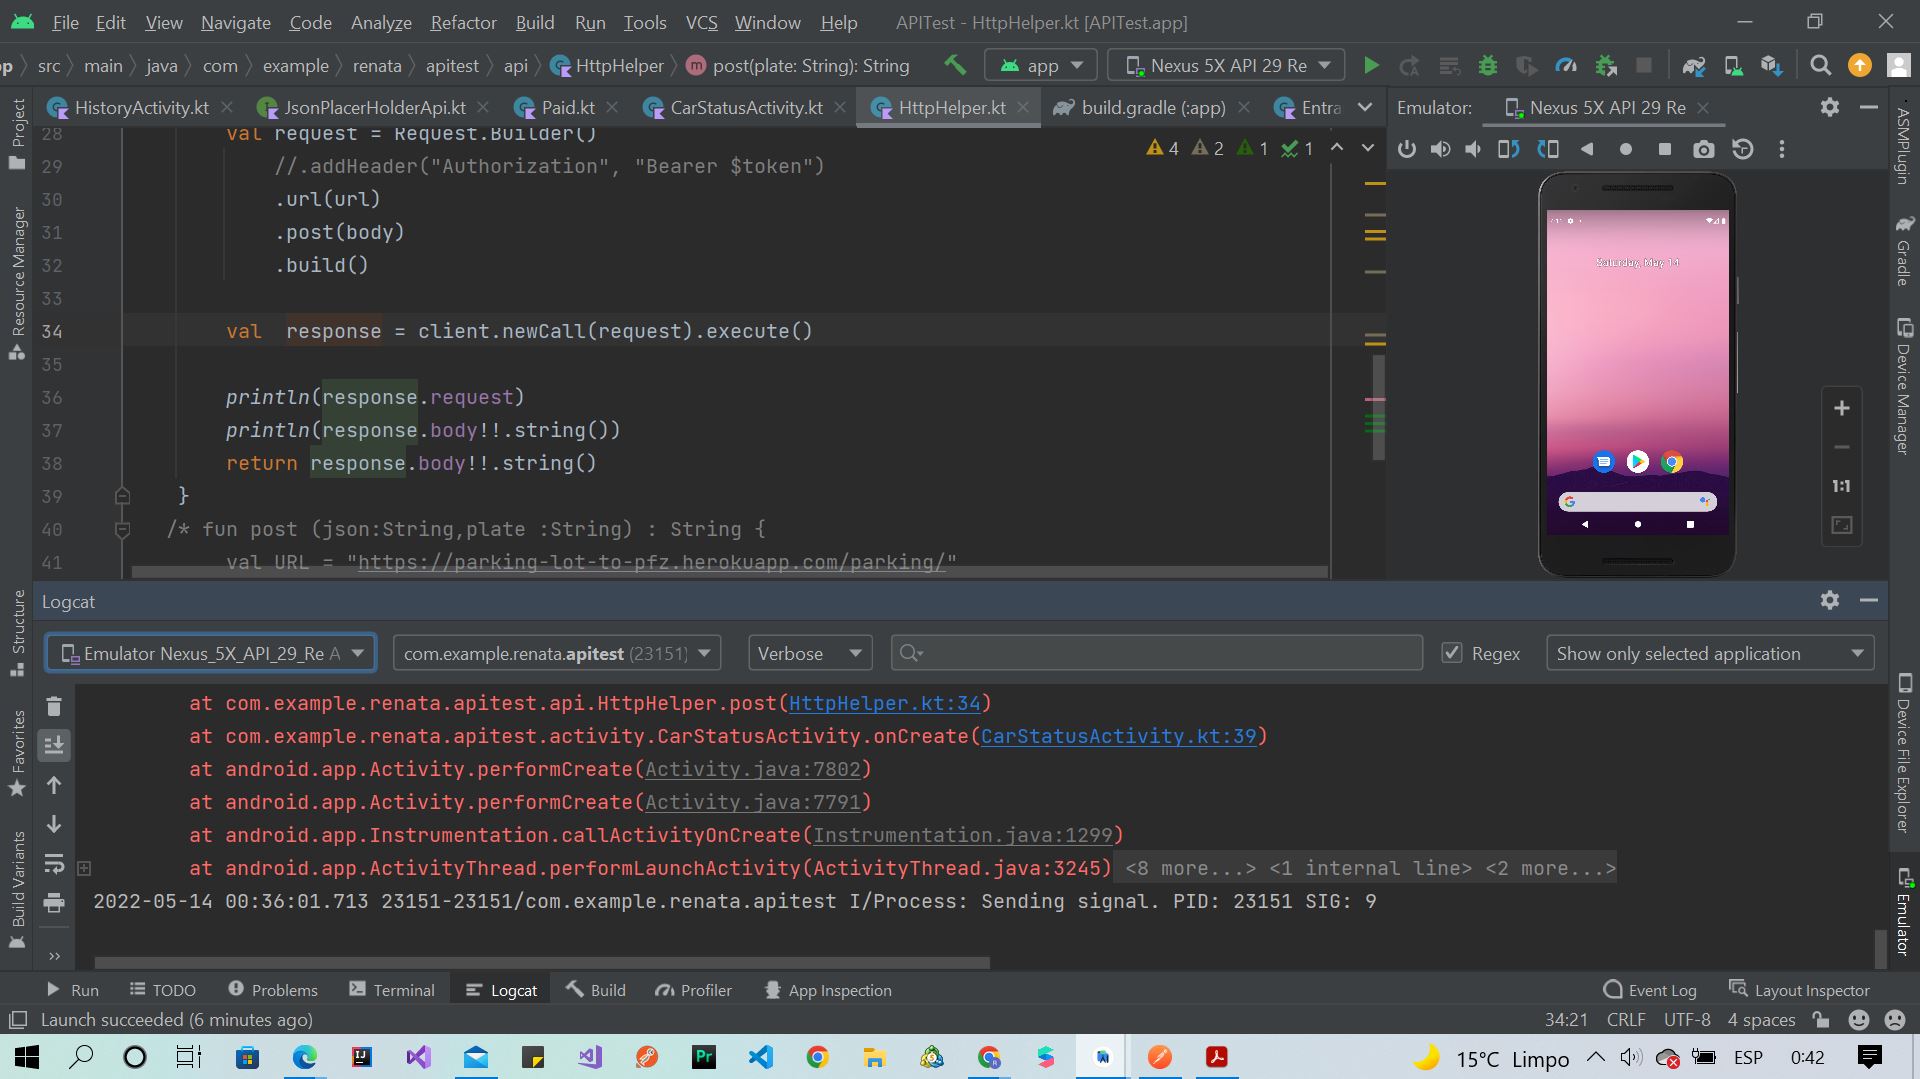 File Edit View Navigate Code Analyze Refactor Build Run Tools VCS Window Help APITest - HttpHelper.kt [APITest.app]
src main java com example renata apitest api HttpHelper m post(plate: String): String app Nexus 5X API 29 Re
HistoryActivity.kt JsonPlacerHolderApi.kt Paid.kt CarStatusActivity.kt HttpHelper.kt build.gradle (:app) Entra Emulator: Nexus 5X API 29 Re
28 val request = Request.Builder()
4 2 1 1
29 //.addHeader("Authorization", "Bearer $token")
30 .url(url)
31 .post(body)
32 .build()
33
34 val response = client.newCall(request).execute()
35
36 println(response.request)
37 println(response.body!!.string())
38 return response.body!!.string()
39 }
40 /* fun post (json:String,plate :String) : String {
41 val URL = "https://parking-lot-to-pfz.herokuapp.com/parking/"
Saturday, May 14
1:1
Project
Resource Manager
Structure
Favorites
Build Variants
ASMPlugin
Gradle
Device Manager
Device File Explorer
Emulator
Logcat
Emulator Nexus_5X_API_29_Re A com.example.renata.apitest (23151) Verbose Regex Show only selected application
at com.example.renata.apitest.api.HttpHelper.post(HttpHelper.kt:34)
at com.example.renata.apitest.activity.CarStatusActivity.onCreate(CarStatusActivity.kt:39)
at android.app.Activity.performCreate(Activity.java:7802)
at android.app.Activity.performCreate(Activity.java:7791)
at android.app.Instrumentation.callActivityOnCreate(Instrumentation.java:1299)
at android.app.ActivityThread.performLaunchActivity(ActivityThread.java:3245) <8 more...> <1 internal line> <2 more...>
2022-05-14 00:36:01.713 23151-23151/com.example.renata.apitest I/Process: Sending signal. PID: 23151 SIG: 9
Run TODO Problems Terminal Logcat Build Profiler App Inspection Event Log Layout Inspector
Launch succeeded (6 minutes ago) 34:21 CRLF UTF-8 4 spaces
IJ Pr 15°C Limpo ESP 0:42